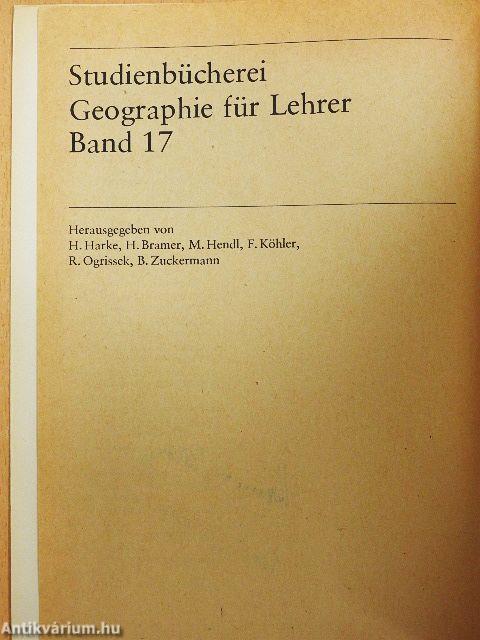 Studienbücherei
Geographie für Lehrer
Band 17
Herausgegeben von
H. Harke, H. Bramer, M. Hendl, F. Köhler,
R. Ogrissek, B. Zuckermann
Antikvárium.hu